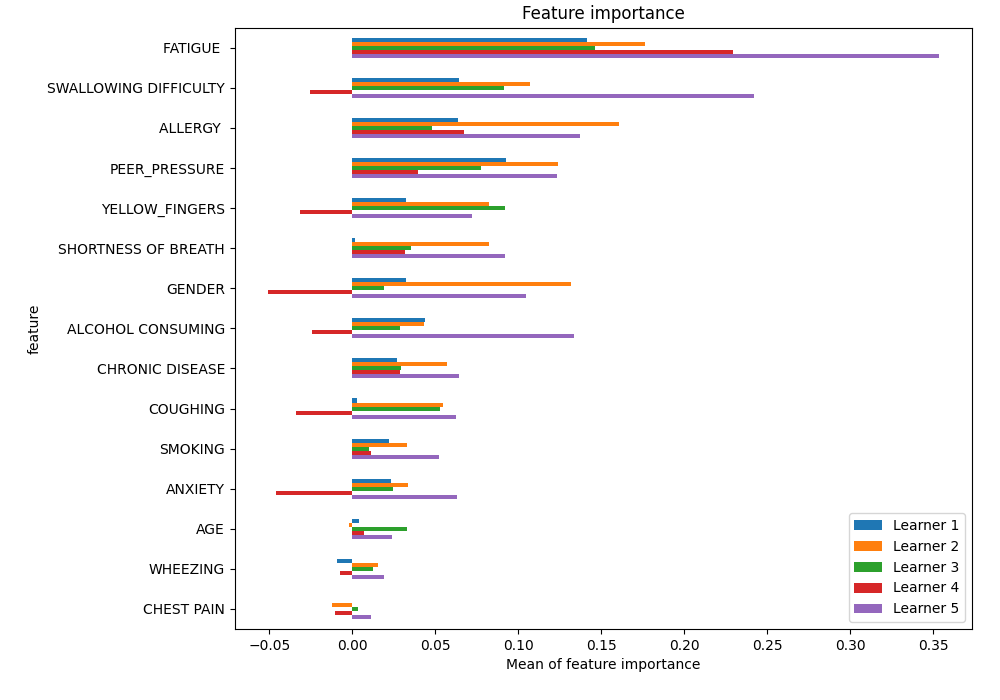 Feature importance
FATIGUE
SWALLOWING DIFFICULTY
ALLERGY
PEER_PRESSURE
YELLOW_FINGERS
SHORTNESS OF BREATH
GENDER
ALCOHOL CONSUMING
CHRONIC DISEASE
COUGHING
SMOKING
ANXIETY
AGE
WHEEZING
CHEST PAIN
feature
Learner 1
Learner 2
Learner 3
Learner 4
Learner 5
−0.05 0.00 0.05 0.10 0.15 0.20 0.25 0.30 0.35
Mean of feature importance